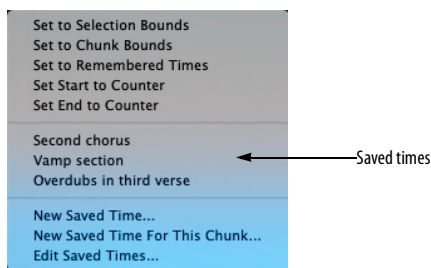 Set to Selection Bounds
Set to Chunk Bounds
Set to Remembered Times
Set Start to Counter
Set End to Counter
Second chorus
Vamp section
Overdubs in third verse
Saved times
New Saved Time...
New Saved Time For This Chunk...
Edit Saved Times...